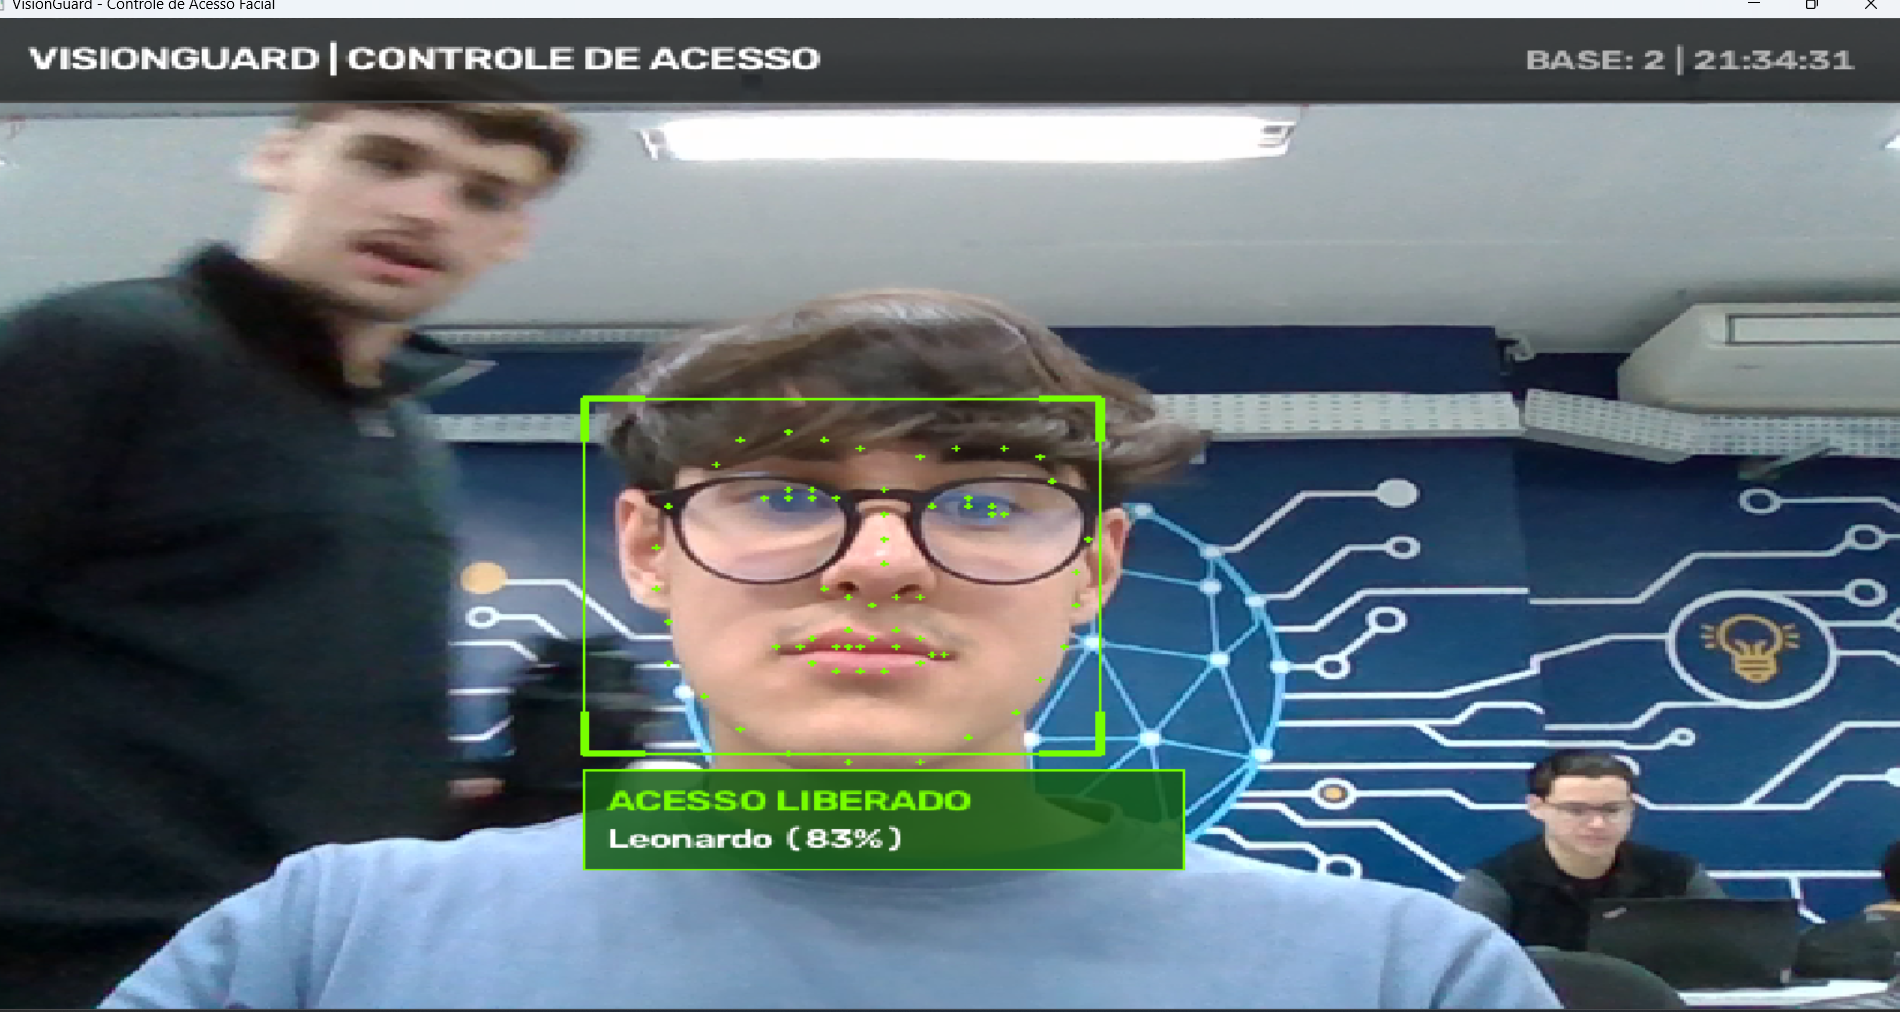 VisionGuard - Controle de Acesso Facial
VISIONGUARD | CONTROLE DE ACESSO
BASE: 2 | 21:34:31
ACESSO LIBERADO
Leonardo (83%)